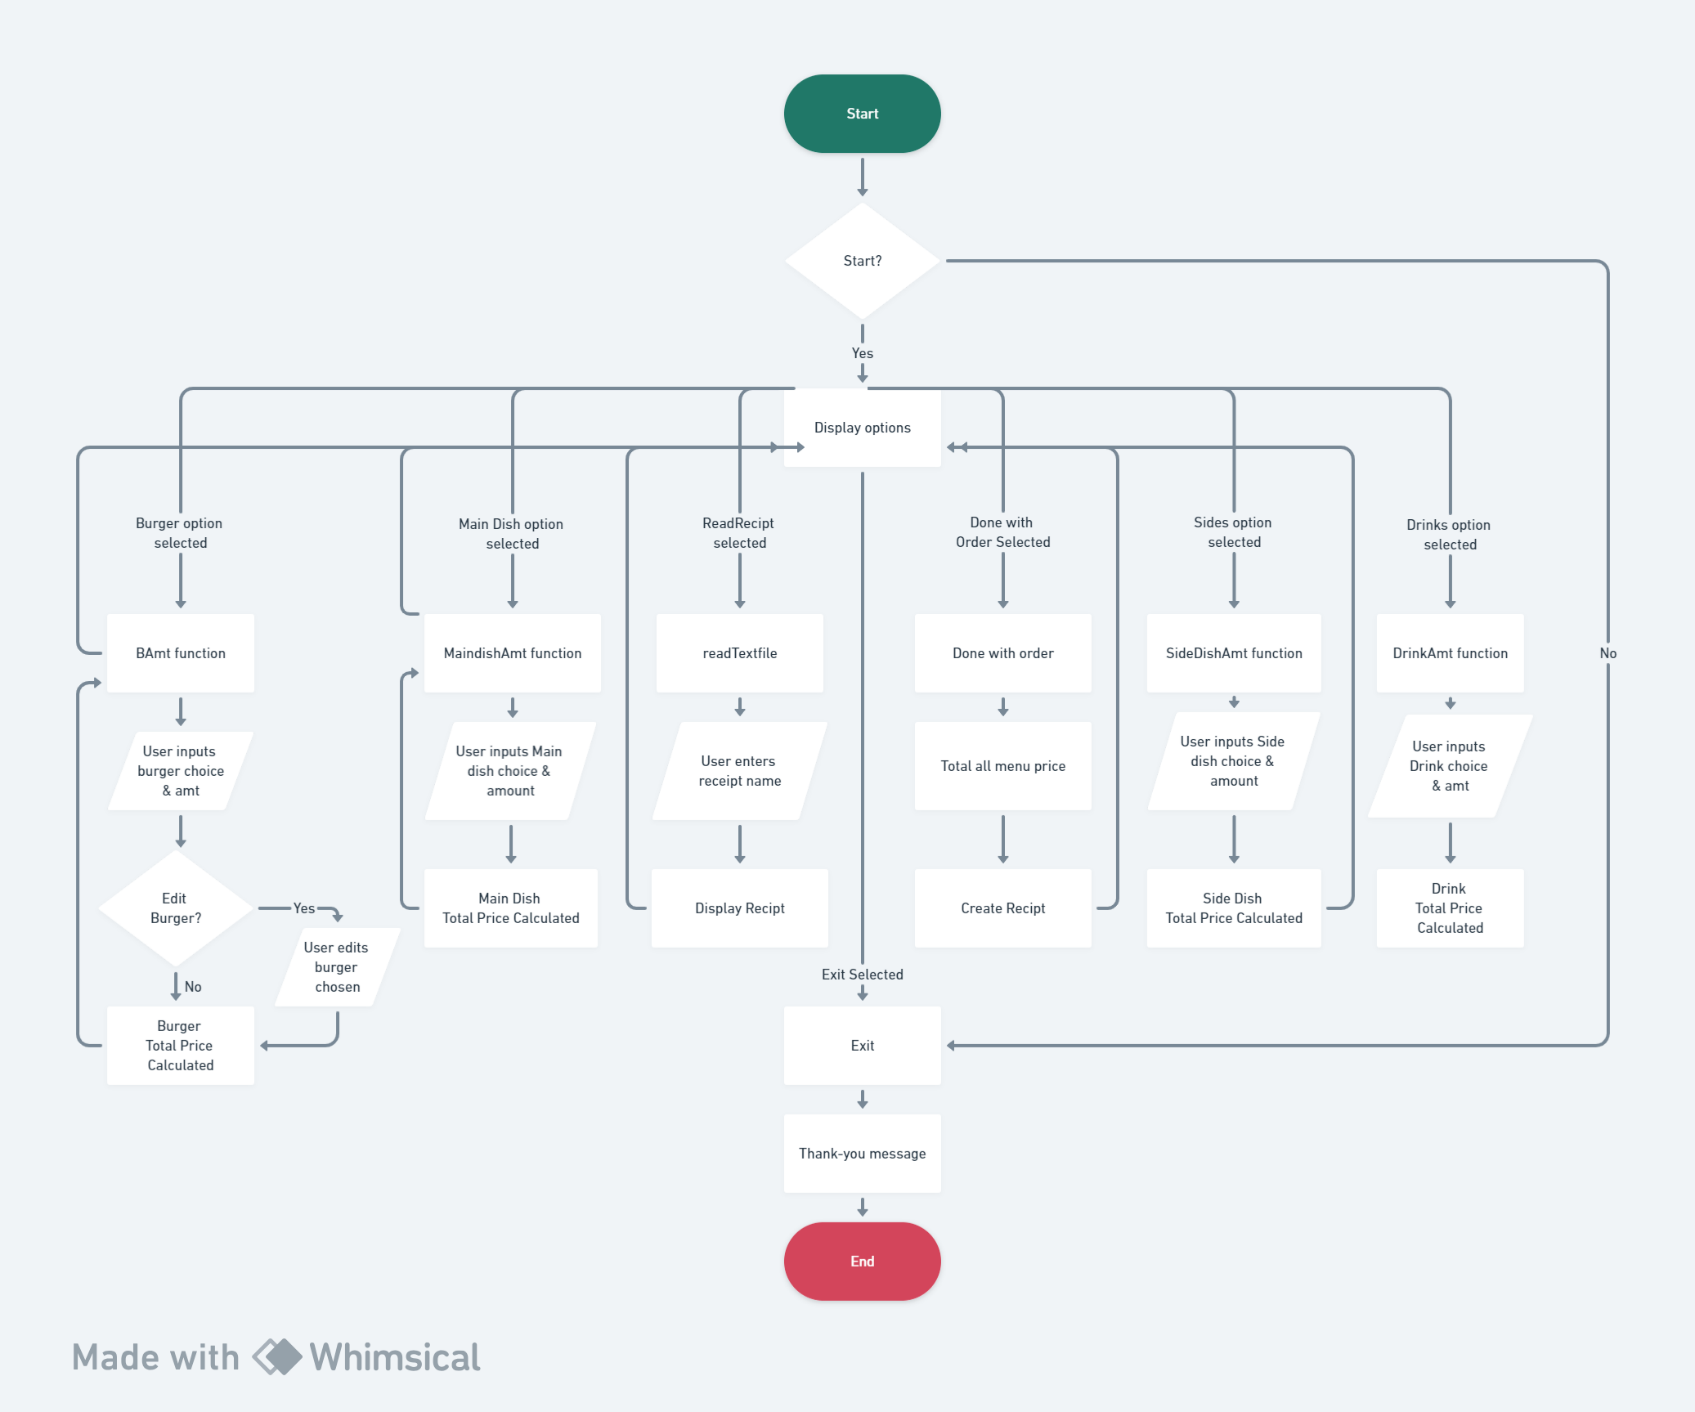 Start
Start?
Yes
Display options
Burger option
selected
Main Dish option
selected
ReadRecipt
selected
Done with
Order Selected
Sides option
selected
Drinks option
selected
BAmt function
MaindishAmt function
readTextfile
Done with order
SideDishAmt function
DrinkAmt function
No
User inputs
burger choice
& amt
User inputs Main
dish choice &
amount
User enters
receipt name
Total all menu price
User inputs Side
dish choice &
amount
User inputs
Drink choice
& amt
Edit
Burger?
Yes
User edits
burger
chosen
No
Main Dish
Total Price Calculated
Display Recipt
Create Recipt
Side Dish
Total Price Calculated
Drink
Total Price
Calculated
Exit Selected
Burger
Total Price
Calculated
Exit
Thank-you message
End
Made with Whimsical